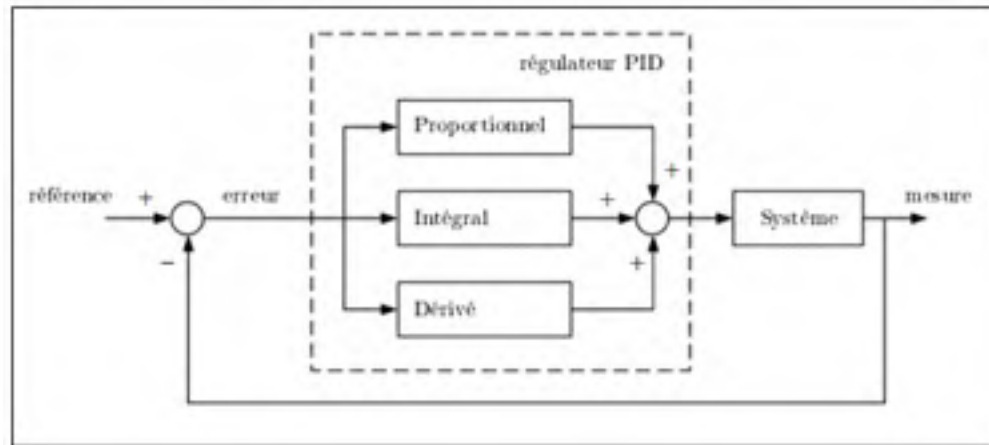 régulateur PID
Proportionnel
+
référence
+
erreur
Intégral
+
Système
mesure
−
+
Dérivé